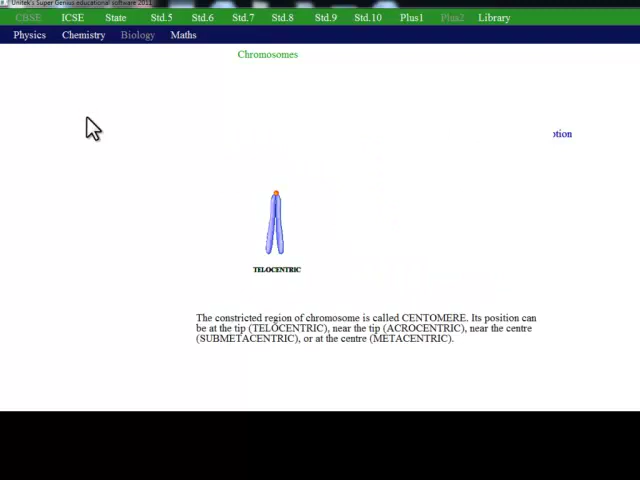 Unitek's Super Genius educational software 2011
CBSE ICSE State Std.5 Std.6 Std.7 Std.8 Std.9 Std.10 Plus1 Plus2 Library
Physics Chemistry Biology Maths
Chromosomes
TELOCENTRIC
The constricted region of chromosome is called CENTOMERE. Its position can
be at the tip (TELOCENTRIC), near the tip (ACROCENTRIC), near the centre
(SUBMETACENTRIC), or at the centre (METACENTRIC).